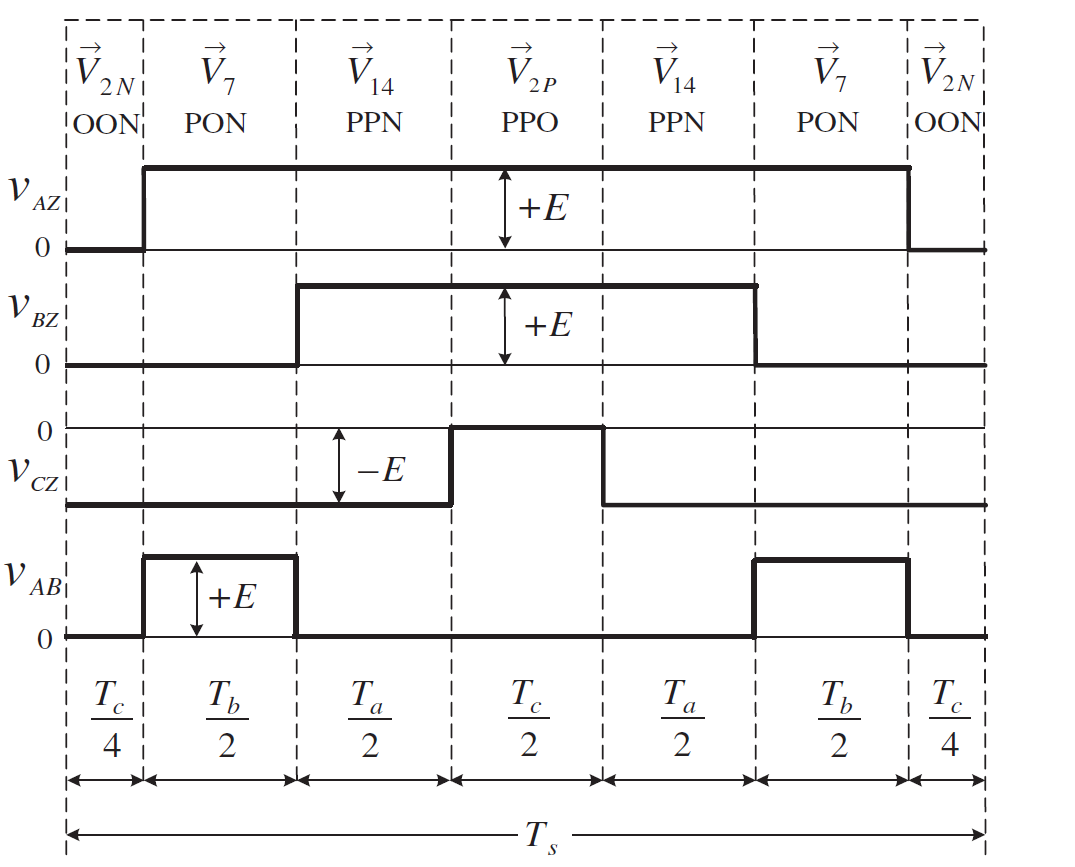 V⃗2N V⃗7 V⃗14 V⃗2P V⃗14 V⃗7 V⃗2N
OON PON PPN PPO PPN PON OON
vAZ
+E
0
vBZ
+E
0
0
vCZ
−E
vAB
+E
0
Tc/4 Tb/2 Ta/2 Tc/2 Ta/2 Tb/2 Tc/4
Ts